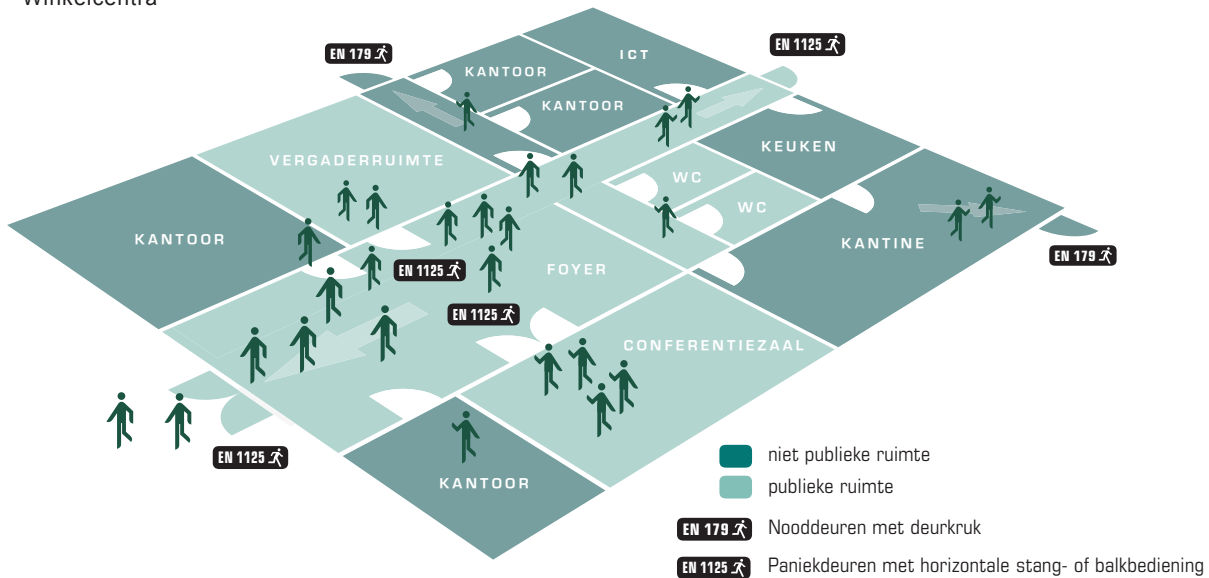 Winkelcentra
EN 179
EN 1125
ICT
KANTOOR
KANTOOR
VERGADERRUIMTE
KEUKEN
WC
WC
KANTOOR
KANTINE
EN 179
EN 1125
FOYER
EN 1125
CONFERENTIEZAAL
EN 1125
KANTOOR
niet publieke ruimte
publieke ruimte
EN 179 Nooddeuren met deurkruk
EN 1125 Paniekdeuren met horizontale stang- of balkbediening